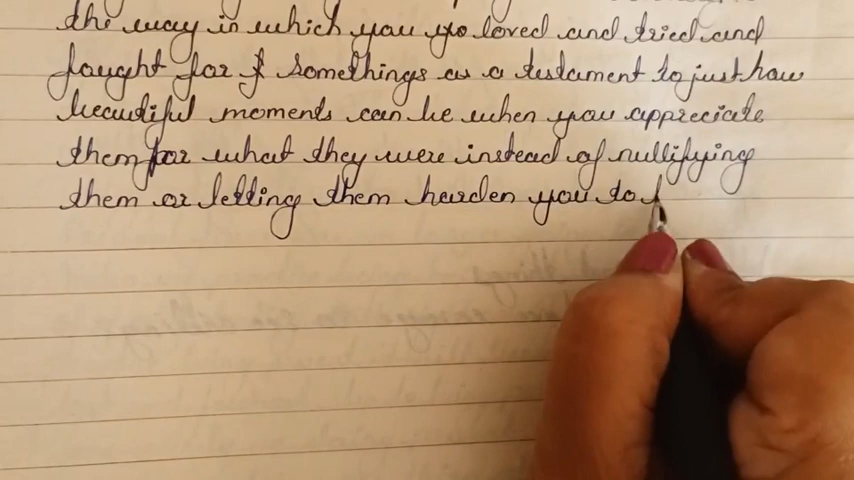 the way in which you yo loved and tried and
fought for somethings as a testament to just how
beautiful moments can be when you appreciate
them for what they were instead of nullifying
them or letting them harden you to